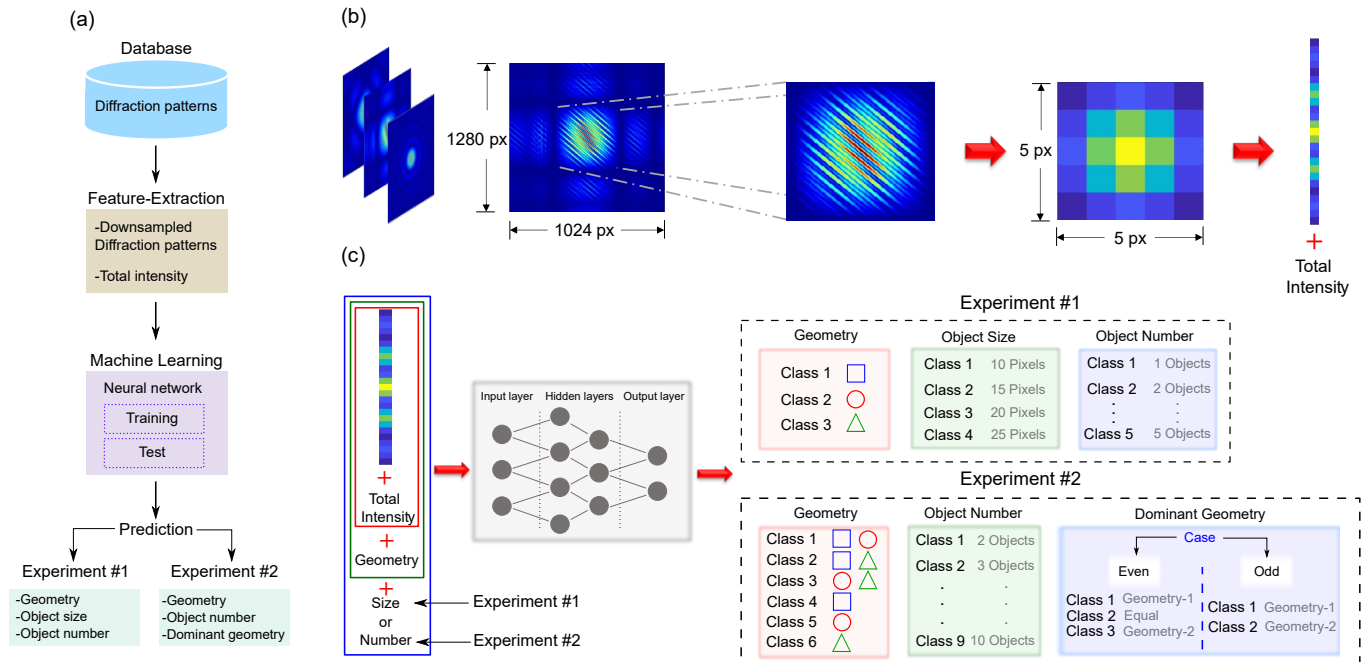 (a)
Database
Diffraction patterns
Feature-Extraction
-Downsampled
Diffraction patterns
-Total intensity
Machine Learning
Neural network
Training
Test
Prediction
Experiment #1
-Geometry
-Object size
-Object number
Experiment #2
-Geometry
-Object number
-Dominant geometry
(b)
1280 px
1024 px
5 px
5 px
+
Total
Intensity
(c)
+
Total
Intensity
+
Geometry
+
Size
or
Number
Experiment #1
Experiment #2
Input layer
Hidden layers
Output layer
Experiment #1
Geometry
Class 1
Class 2
Class 3
Object Size
Class 1 10 Pixels
Class 2 15 Pixels
Class 3 20 Pixels
Class 4 25 Pixels
Object Number
Class 1 1 Objects
Class 2 2 Objects
Class 5 5 Objects
Experiment #2
Geometry
Class 1
Class 2
Class 3
Class 4
Class 5
Class 6
Object Number
Class 1 2 Objects
Class 2 3 Objects
Class 9 10 Objects
Dominant Geometry
Case
Even
Class 1 Geometry-1
Class 2 Equal
Class 3 Geometry-2
Odd
Class 1 Geometry-1
Class 2 Geometry-2